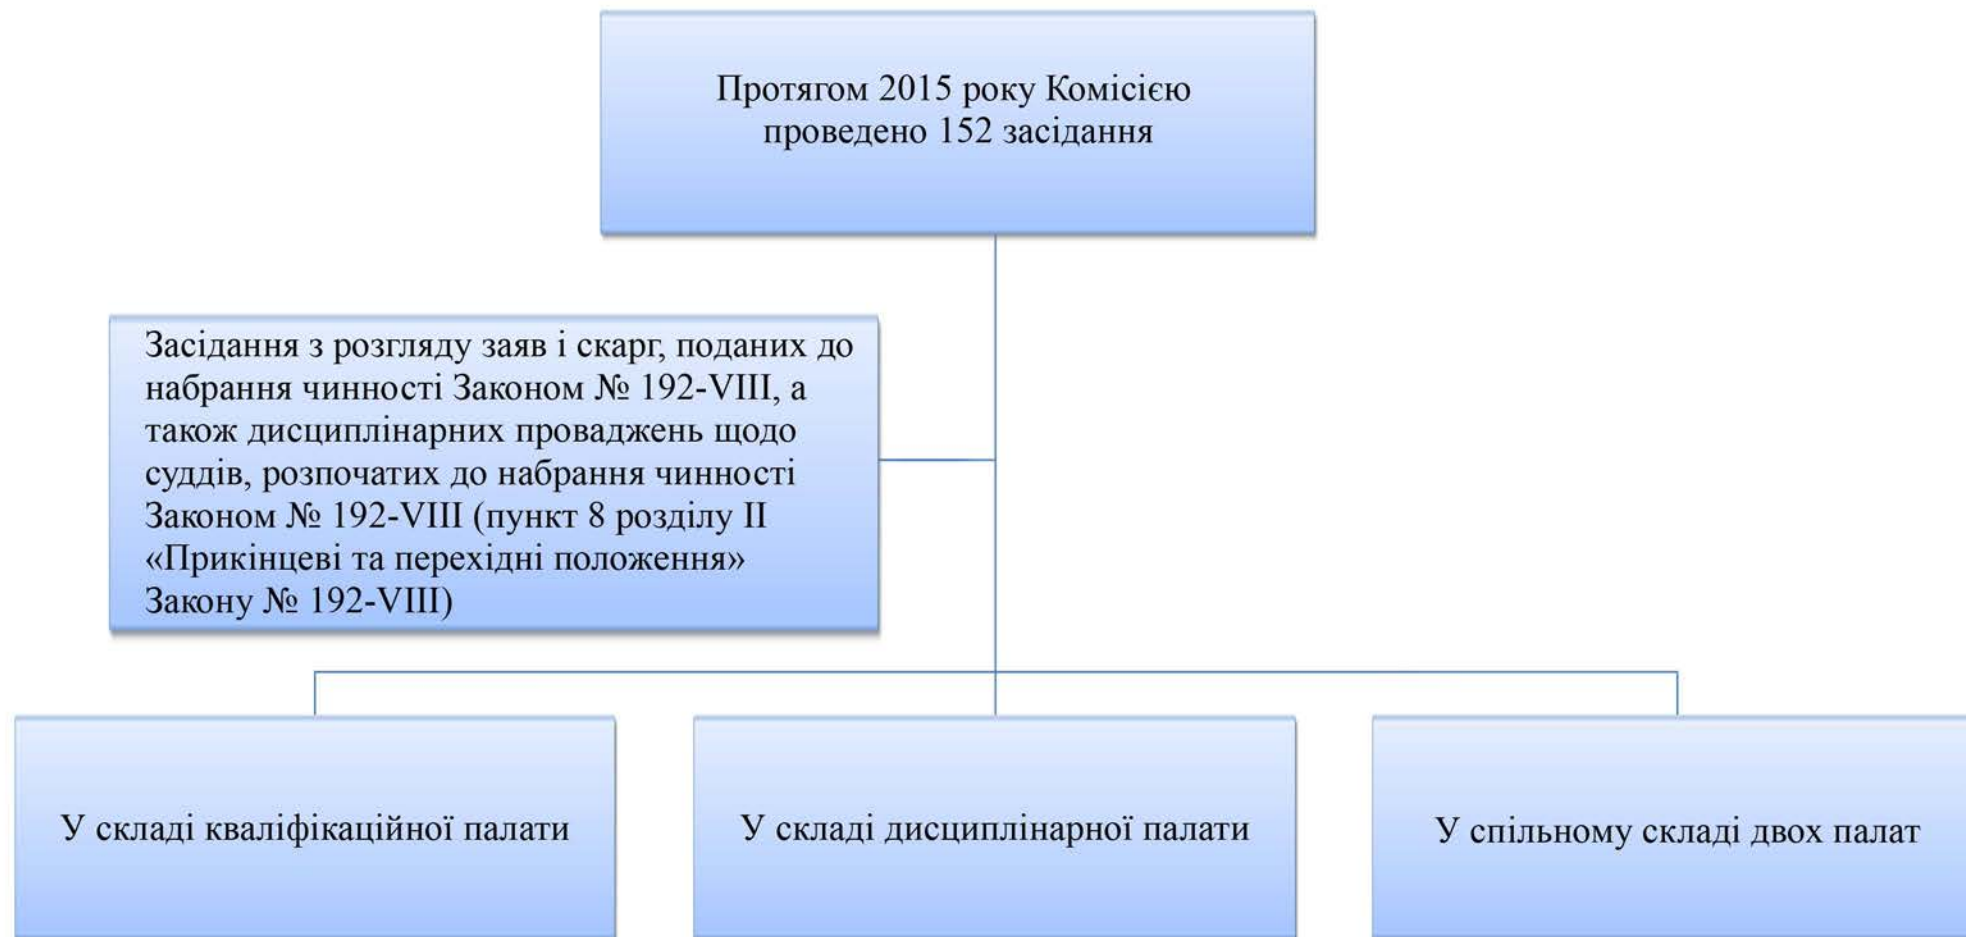 Протягом 2015 року Комісією
проведено 152 засідання
Засідання з розгляду заяв і скарг, поданих до
набрання чинності Законом № 192-VIII, а
також дисциплінарних проваджень щодо
суддів, розпочатих до набрання чинності
Законом № 192-VIII (пункт 8 розділу II
«Прикінцеві та перехідні положення»
Закону № 192-VIII)
У складі кваліфікаційної палати
У складі дисциплінарної палати
У спільному складі двох палат